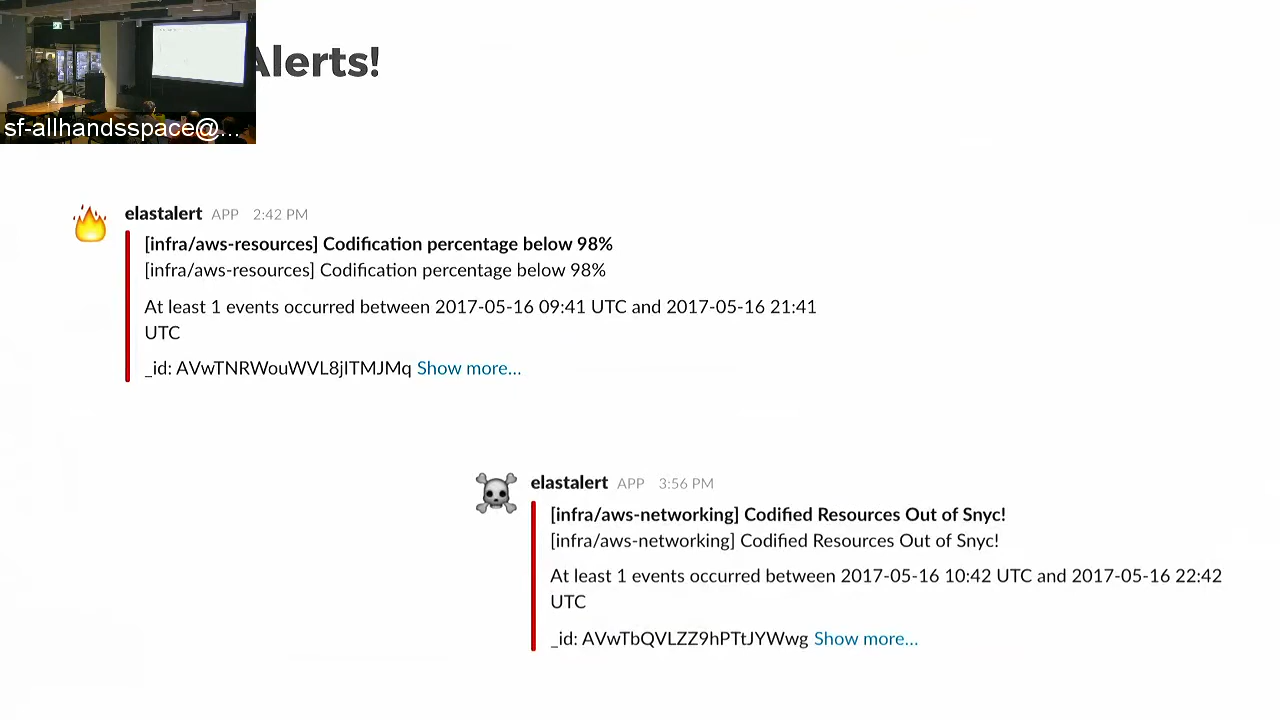 Alerts!
sf-allhandsspace@...
elastalert APP 2:42 PM
[infra/aws-resources] Codification percentage below 98%
[infra/aws-resources] Codification percentage below 98%
At least 1 events occurred between 2017-05-16 09:41 UTC and 2017-05-16 21:41
UTC
_id: AVwTNRWouWVL8jITMJMq Show more...
elastalert APP 3:56 PM
[infra/aws-networking] Codified Resources Out of Snyc!
[infra/aws-networking] Codified Resources Out of Snyc!
At least 1 events occurred between 2017-05-16 10:42 UTC and 2017-05-16 22:42
UTC
_id: AVwTbQVLZZ9hPTtJYWwg Show more...